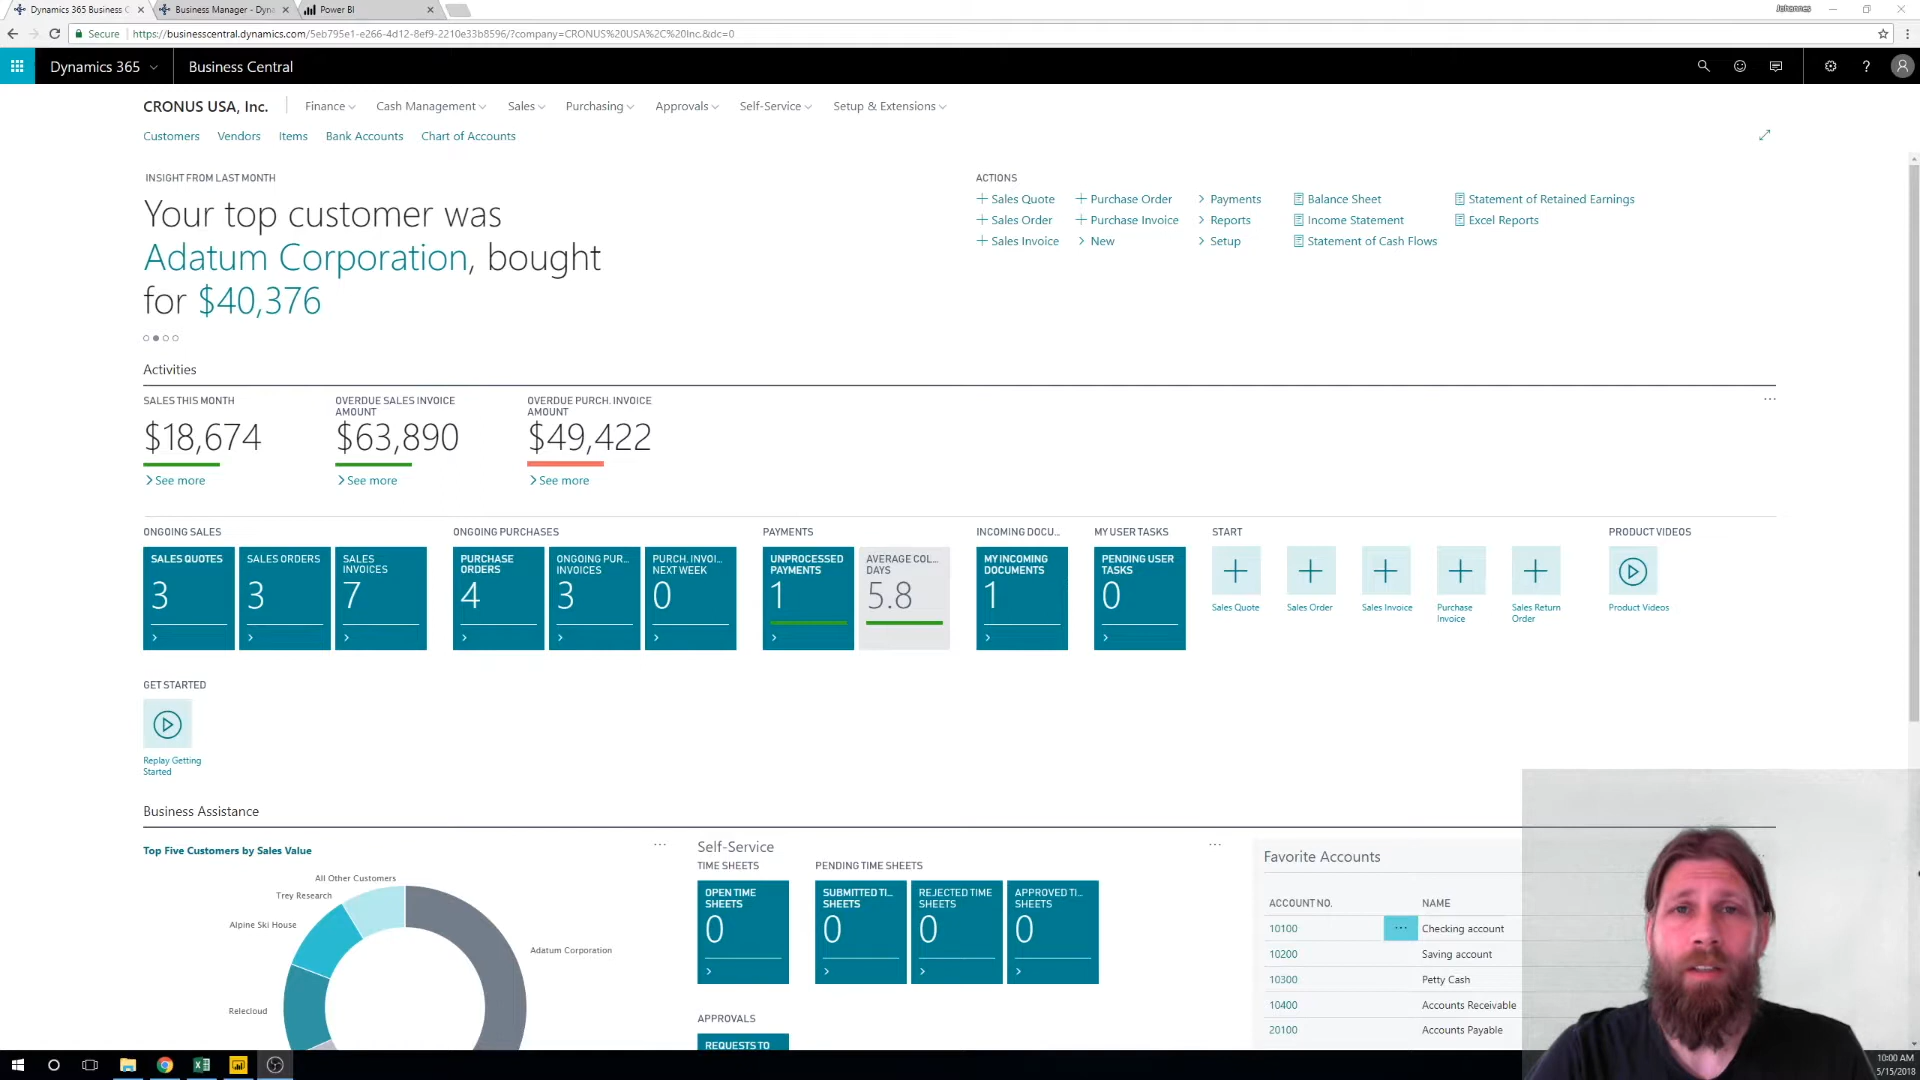 Dynamics 365 Business C
Business Manager - Dyna
Power BI
Johannes
Secure
https://businesscentral.dynamics.com/5eb795e1-e266-4d12-8ef9-2210e33b8596/?company=CRONUS%20USA%2C%20Inc.&dc=0
Dynamics 365
Business Central
?
CRONUS USA, Inc.
Finance
Cash Management
Sales
Purchasing
Approvals
Self-Service
Setup & Extensions
Customers
Vendors
Items
Bank Accounts
Chart of Accounts
INSIGHT FROM LAST MONTH
Your top customer was
Adatum Corporation, bought
for $40,376
ACTIONS
+ Sales Quote
+ Sales Order
+ Sales Invoice
+ Purchase Order
+ Purchase Invoice
> New
> Payments
> Reports
> Setup
Balance Sheet
Income Statement
Statement of Cash Flows
Statement of Retained Earnings
Excel Reports
Activities
SALES THIS MONTH
$18,674
>See more
OVERDUE SALES INVOICE
AMOUNT
$63,890
>See more
OVERDUE PURCH. INVOICE
AMOUNT
$49,422
>See more
ONGOING SALES
SALES QUOTES
3
SALES ORDERS
3
SALES
INVOICES
7
ONGOING PURCHASES
PURCHASE
ORDERS
4
ONGOING PUR...
INVOICES
3
PURCH. INVOI...
NEXT WEEK
0
PAYMENTS
UNPROCESSED
PAYMENTS
1
AVERAGE COL...
DAYS
5.8
INCOMING DOCU...
MY INCOMING
DOCUMENTS
1
MY USER TASKS
PENDING USER
TASKS
0
START
Sales Quote
Sales Order
Sales Invoice
Purchase
Invoice
Sales Return
Order
PRODUCT VIDEOS
Product Videos
GET STARTED
Replay Getting
Started
Business Assistance
Top Five Customers by Sales Value
All Other Customers
Trey Research
Alpine Ski House
Adatum Corporation
Relecloud
Self-Service
TIME SHEETS
OPEN TIME
SHEETS
0
PENDING TIME SHEETS
SUBMITTED TI...
SHEETS
0
REJECTED TIME
SHEETS
0
APPROVED TI...
SHEETS
0
APPROVALS
REQUESTS TO
Favorite Accounts
ACCOUNT NO. NAME
10100 Checking account
10200 Saving account
10300 Petty Cash
10400 Accounts Receivable
20100 Accounts Payable
10:00 AM
5/15/2018